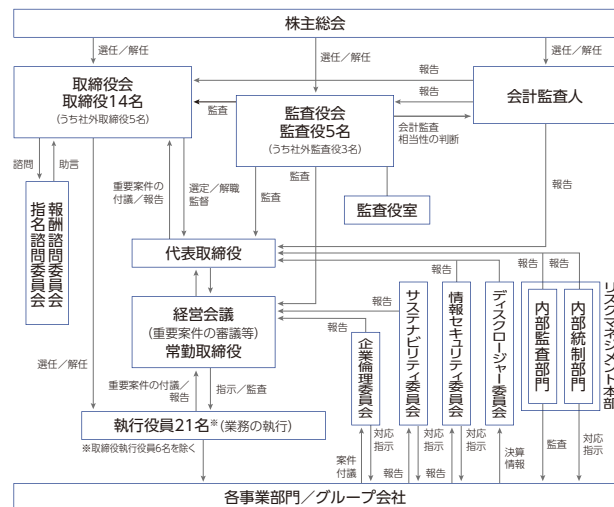 株主総会
選任／解任
選任／解任
選任／解任
取締役会
取締役14名
（うち社外取締役5名）
監査
監査役会
監査役5名
（うち社外監査役3名）
報告
報告
会計監査
相当性の判断
会計監査人
諮問
助言
重要案件の
付議／報告
選定／解職
監督
監査
監査
監査役室
報告
指名諮問委員会
報酬諮問委員会
代表取締役
経営会議
（重要案件の審議等）
常勤取締役
報告
報告
報告
報告
報告
企業倫理委員会
サステナビリティ委員会
情報セキュリティ委員会
ディスクロージャー委員会
内部監査部門
内部統制部門
リスクマネジメント本部
選任／解任
重要案件の付議／
報告
指示／監査
執行役員21名※（業務の執行）
※取締役執行役員6名を除く
案件
付議
対応
指示
報告
対応
指示
報告
対応
指示
決算
情報
監査
対応
指示
各事業部門／グループ会社